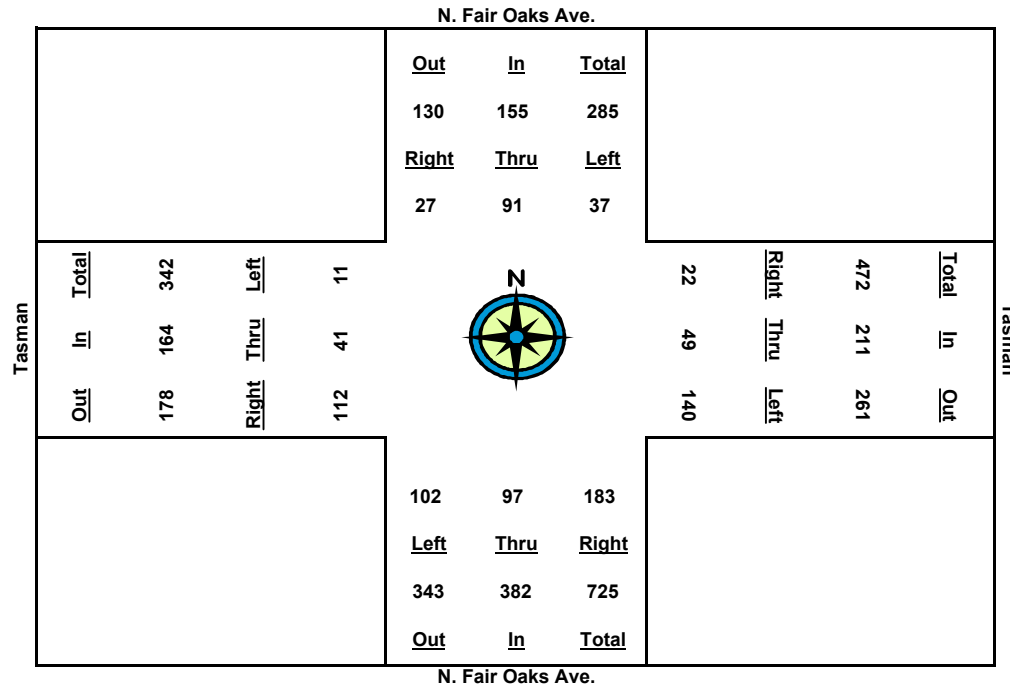 N. Fair Oaks Ave.
Out In Total
130 155 285
Right Thru Left
27 91 37
Tasman
Total 342 Left 11
In 164 Thru 41
Out 178 Right 112
N
22 Right 472 Total
49 Thru 211 In
140 Left 261 Out
Tasman
102 97 183
Left Thru Right
343 382 725
Out In Total
N. Fair Oaks Ave.